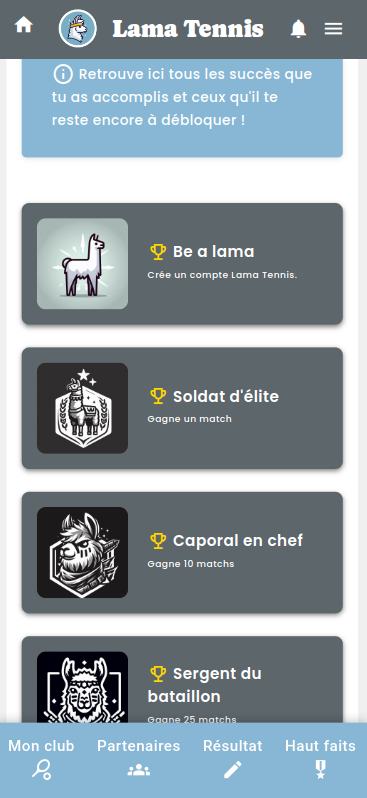 Lama Tennis
Retrouve ici tous les succès que
tu as accomplis et ceux qu'il te
reste encore à débloquer !
Be a lama
Crée un compte Lama Tennis.
Soldat d'élite
Gagne un match
Caporal en chef
Gagne 10 matchs
Sergent du
bataillon
Gagne 25 matchs
Mon club
Partenaires
Résultat
Haut faits